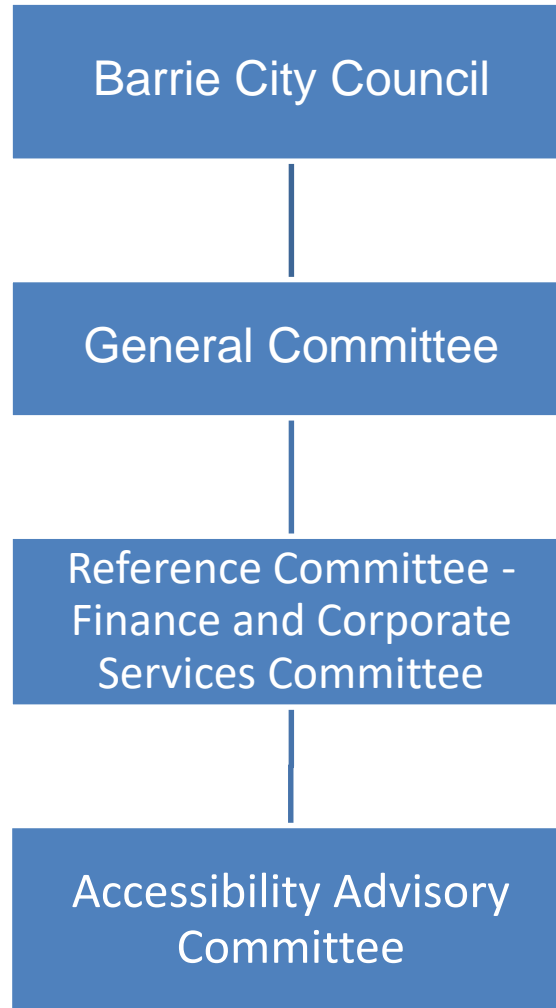 Barrie City Council
General Committee
Reference Committee -
Finance and Corporate
Services Committee
Accessibility Advisory
Committee